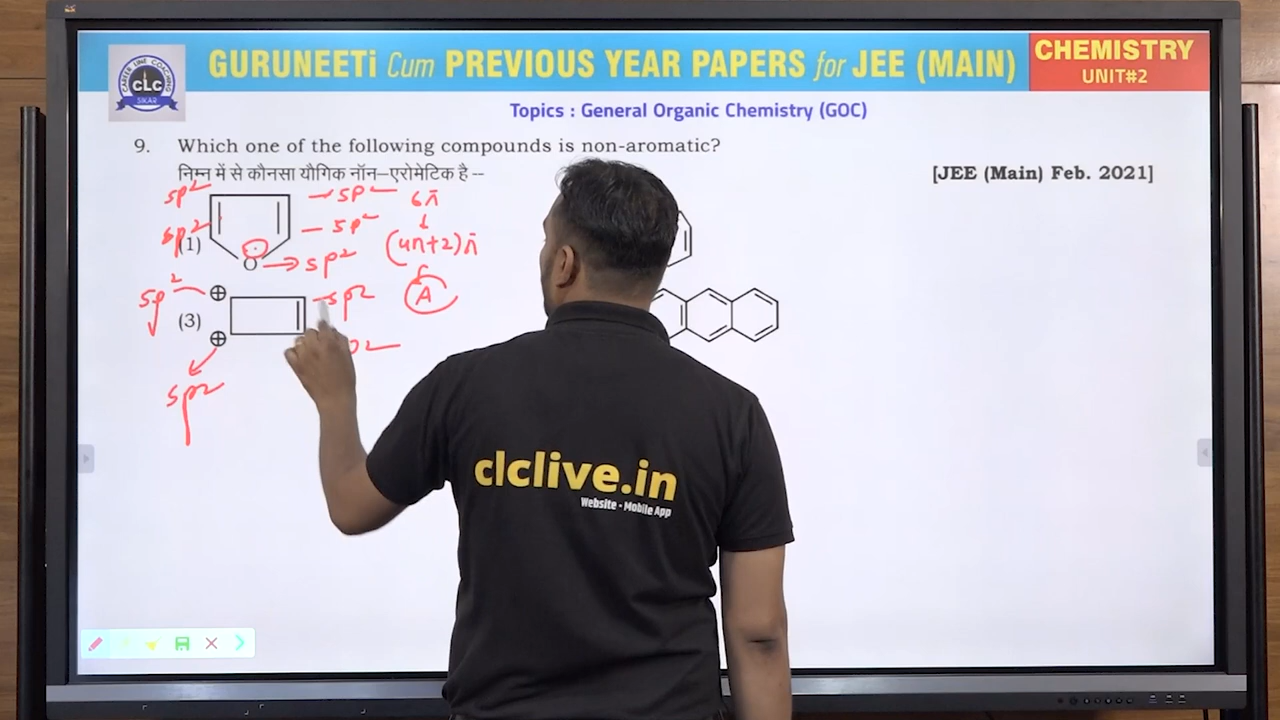 CAREER LINE COACHING
CLC
SIKAR
GURUNEETi Cum PREVIOUS YEAR PAPERS for JEE (MAIN)
CHEMISTRY
UNIT#2
Topics : General Organic Chemistry (GOC)
9. Which one of the following compounds is non-aromatic?
निम्न में से कौनसा यौगिक नॉन–एरोमेटिक है –
[JEE (Main) Feb. 2021]
sp² sp² 6π
sp² sp² (4n+2)π
(1)
O sp²
sp² ⊕ sp² A
(3)
⊕
sp²
clclive.in
Website - Mobile App